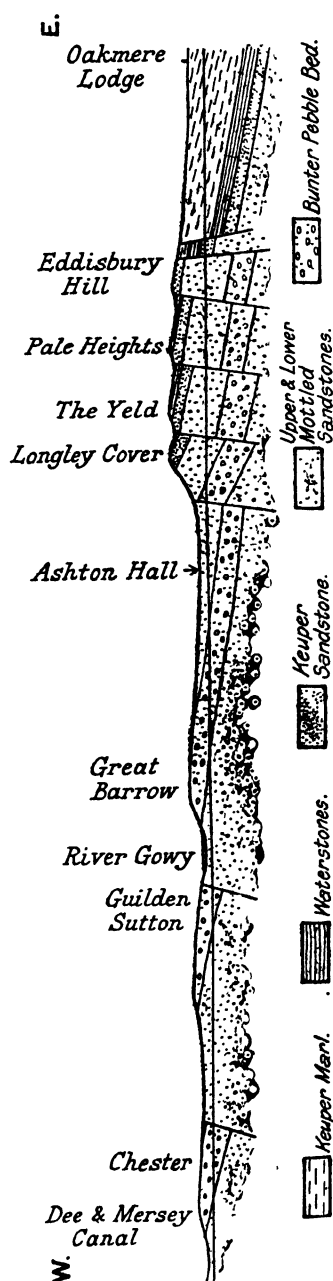 W.
E.
Dee & Mersey
Canal
Chester
Guilden
Sutton
River Gowy
Great
Barrow
Ashton Hall
Longley Cover
The Yeld
Pale Heights
Eddisbury
Hill
Oakmere
Lodge
Keuper Marl.
Waterstones.
Keuper
Sandstone.
Upper & Lower
Mottled
Sandstones.
Bunter Pebble Bed.